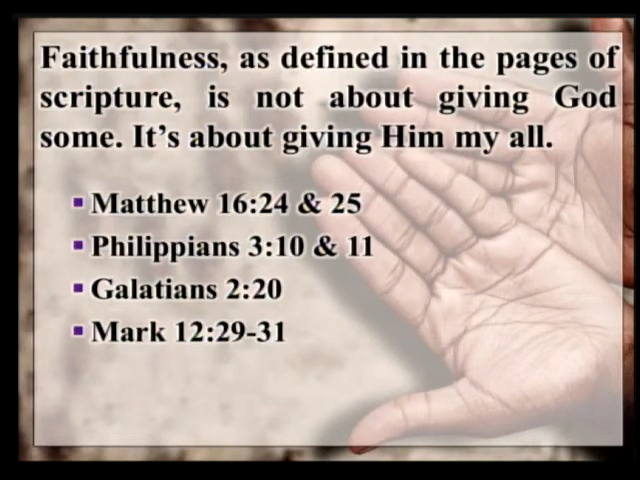 Faithfulness, as defined in the pages of
scripture, is not about giving God
some. It's about giving Him my all.
▪ Matthew 16:24 & 25
▪ Philippians 3:10 & 11
▪ Galatians 2:20
▪ Mark 12:29-31